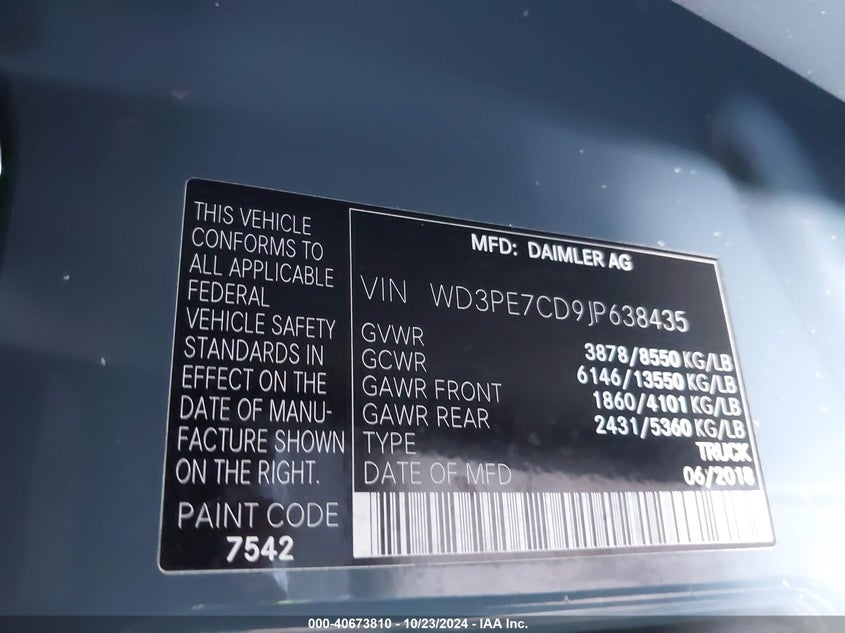 THIS VEHICLE
CONFORMS TO
ALL APPLICABLE
FEDERAL
VEHICLE SAFETY
STANDARDS IN
EFFECT ON THE
DATE OF MANU-
FACTURE SHOWN
ON THE RIGHT.
PAINT CODE
7542
MFD: DAIMLER AG
VIN WD3PE7CD9JP638435
GVWR 3878/8550 KG/LB
GCWR 6146/13550 KG/LB
GAWR FRONT 1860/4101 KG/LB
GAWR REAR 2431/5360 KG/LB
TYPE TRUCK
DATE OF MFD 06/2018
000-40673810 - 10/23/2024 - IAA Inc.